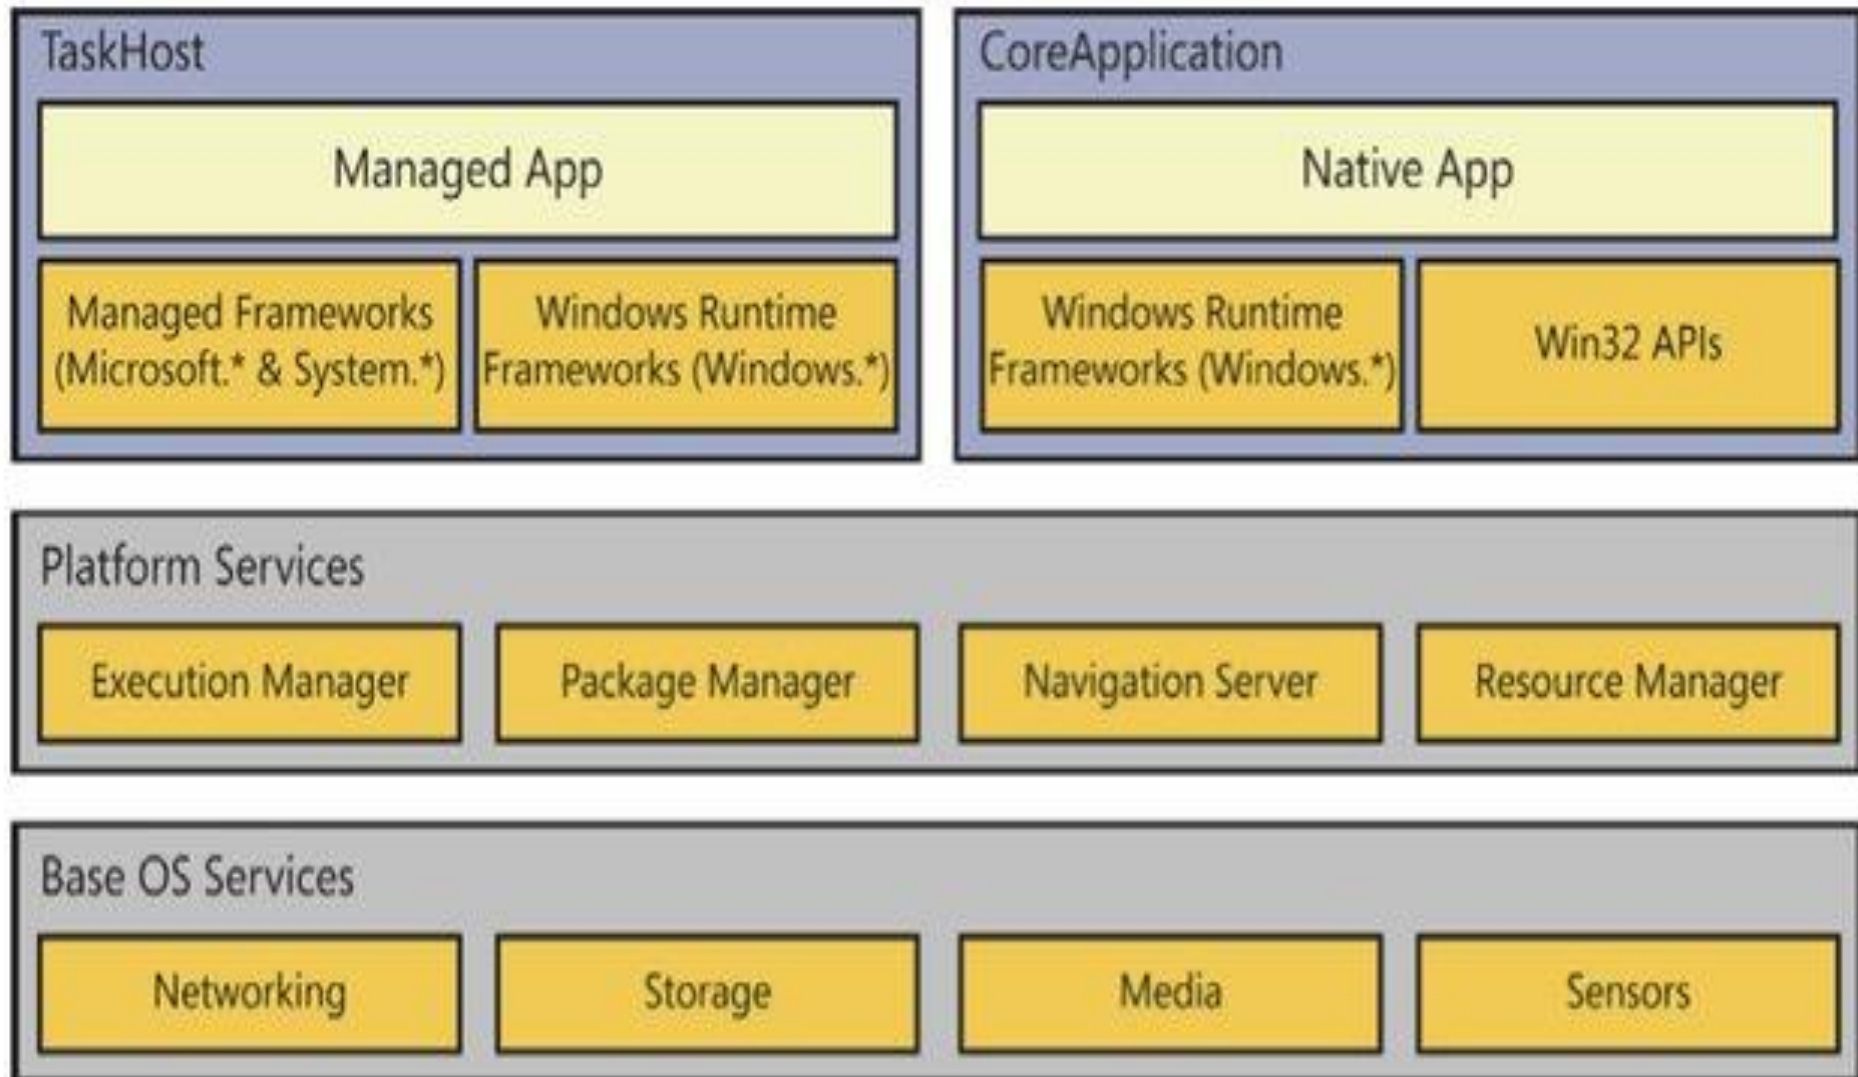 TaskHost
Managed App
Managed Frameworks
(Microsoft.* & System.*)
Windows Runtime
Frameworks (Windows.*)
CoreApplication
Native App
Windows Runtime
Frameworks (Windows.*)
Win32 APIs
Platform Services
Execution Manager
Package Manager
Navigation Server
Resource Manager
Base OS Services
Networking
Storage
Media
Sensors